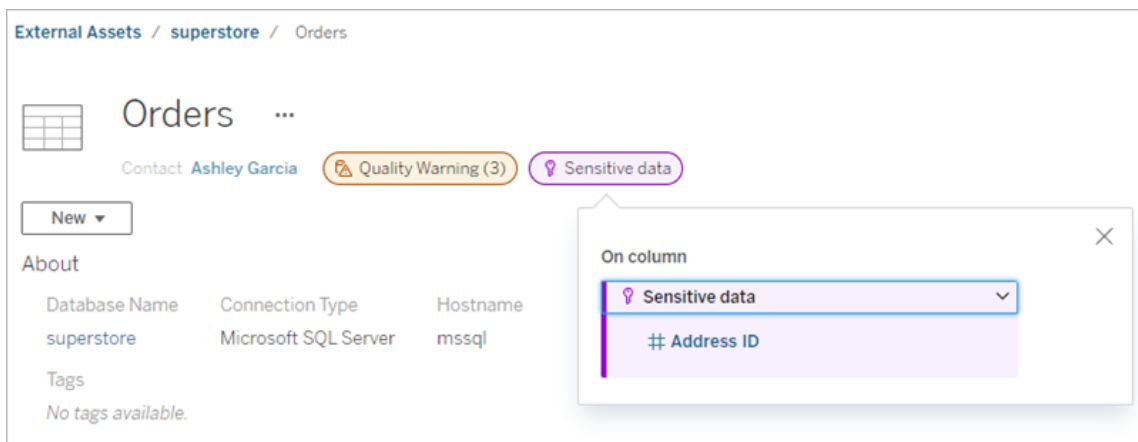 External Assets / superstore / Orders
Orders ...
Contact Ashley Garcia Quality Warning (3) Sensitive data
New
About
Database Name Connection Type Hostname
superstore Microsoft SQL Server mssql
Tags
No tags available.
On column
Sensitive data
# Address ID